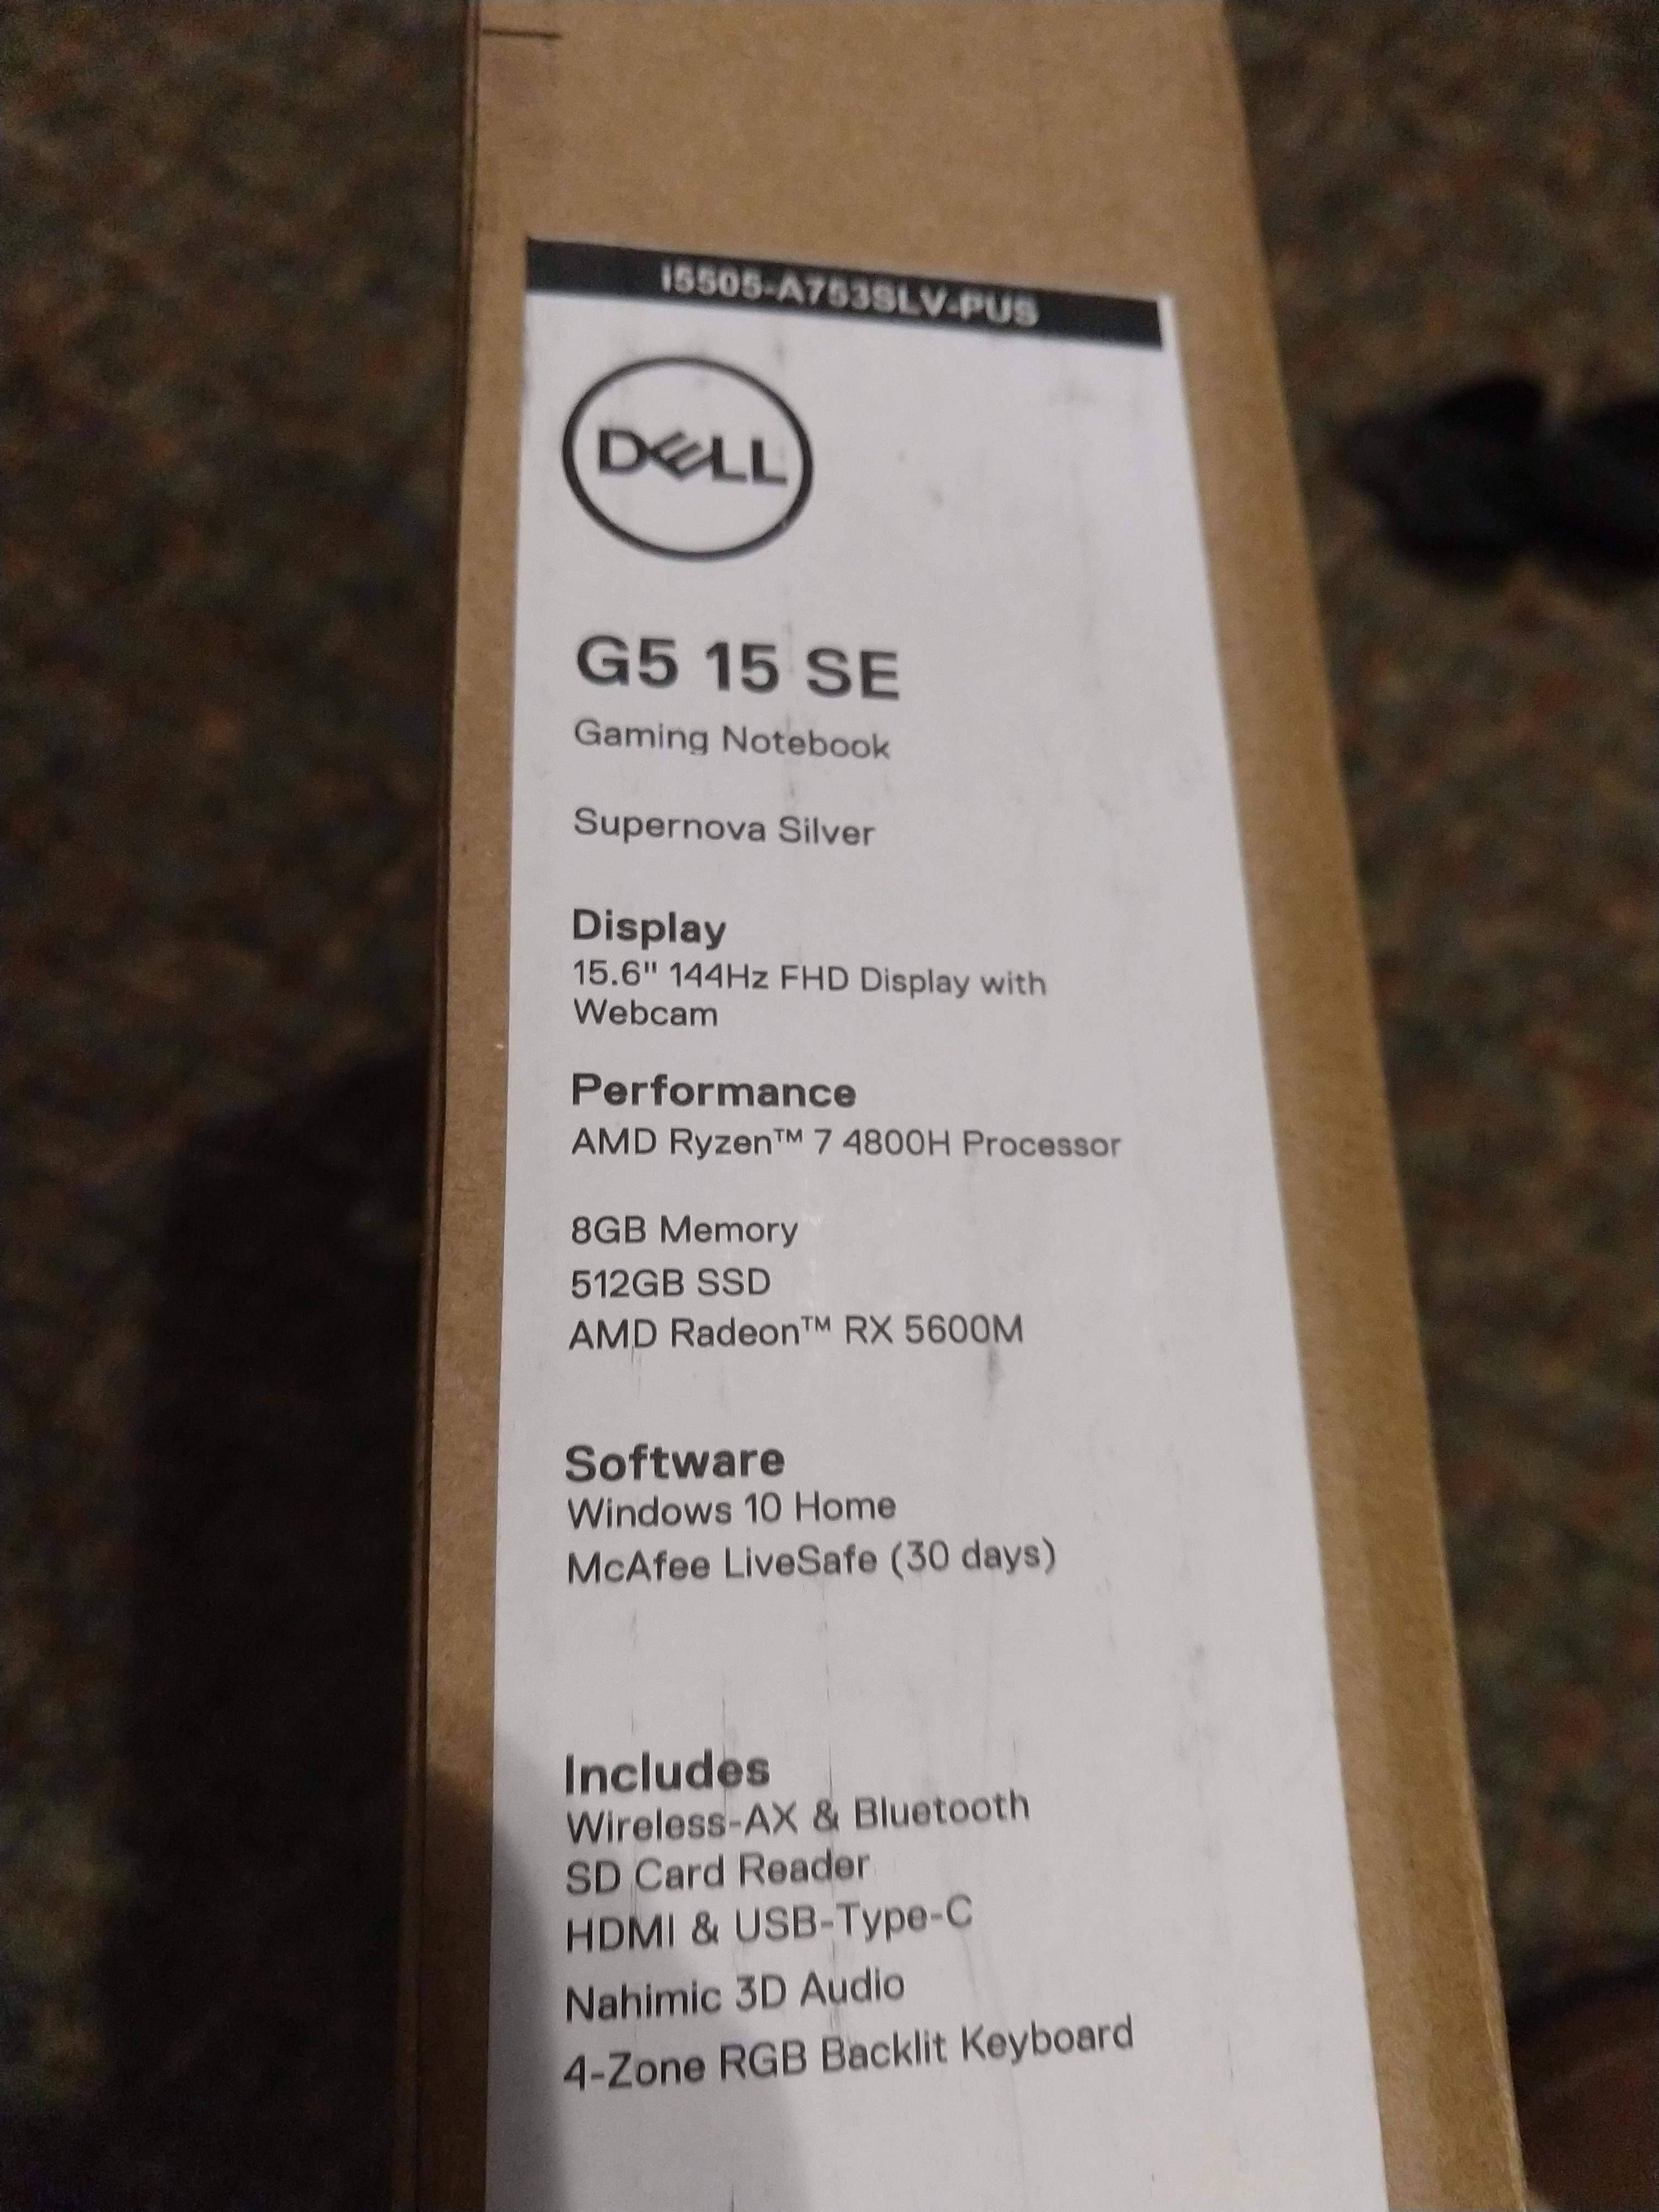 i5505-A753SLV-PUS
DELL
G5 15 SE
Gaming Notebook
Supernova Silver
Display
15.6" 144Hz FHD Display with
Webcam
Performance
AMD Ryzen™ 7 4800H Processor
8GB Memory
512GB SSD
AMD Radeon™ RX 5600M
Software
Windows 10 Home
McAfee LiveSafe (30 days)
Includes
Wireless-AX & Bluetooth
SD Card Reader
HDMI & USB-Type-C
Nahimic 3D Audio
4-Zone RGB Backlit Keyboard